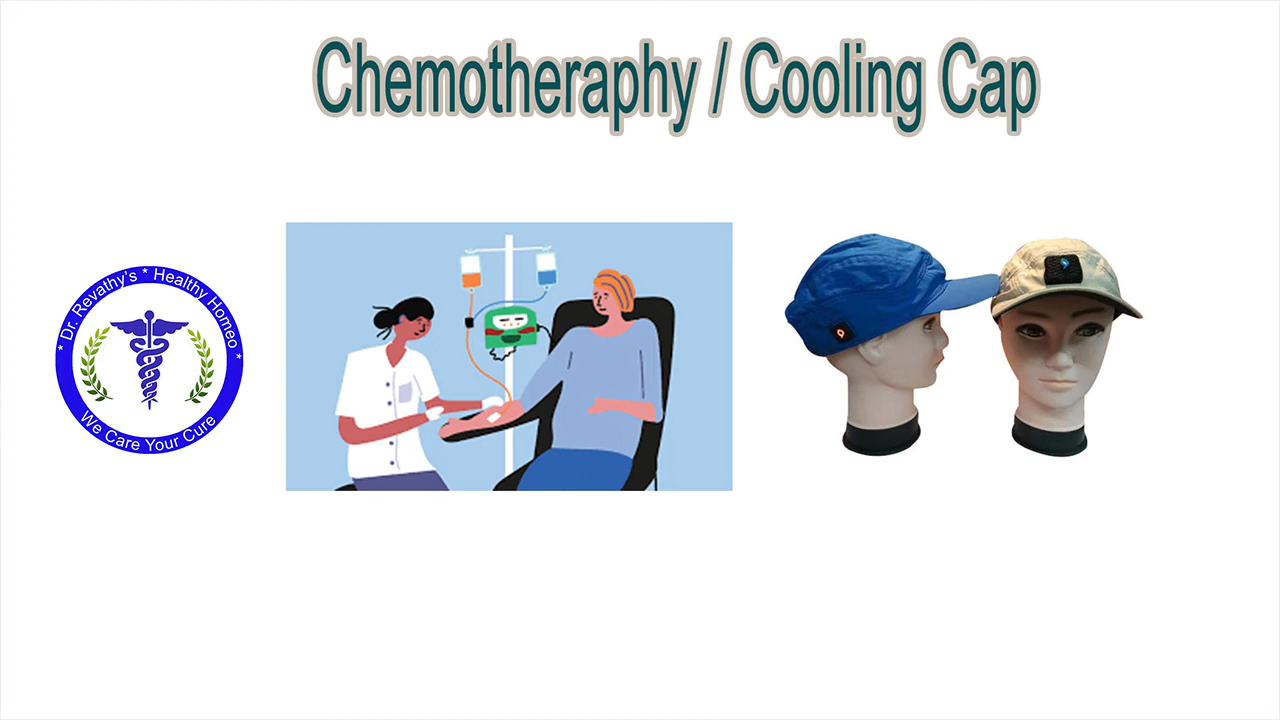 Chemotheraphy / Cooling Cap
* Dr. Revathy's * Healthy Homeo *
We Care Your Cure